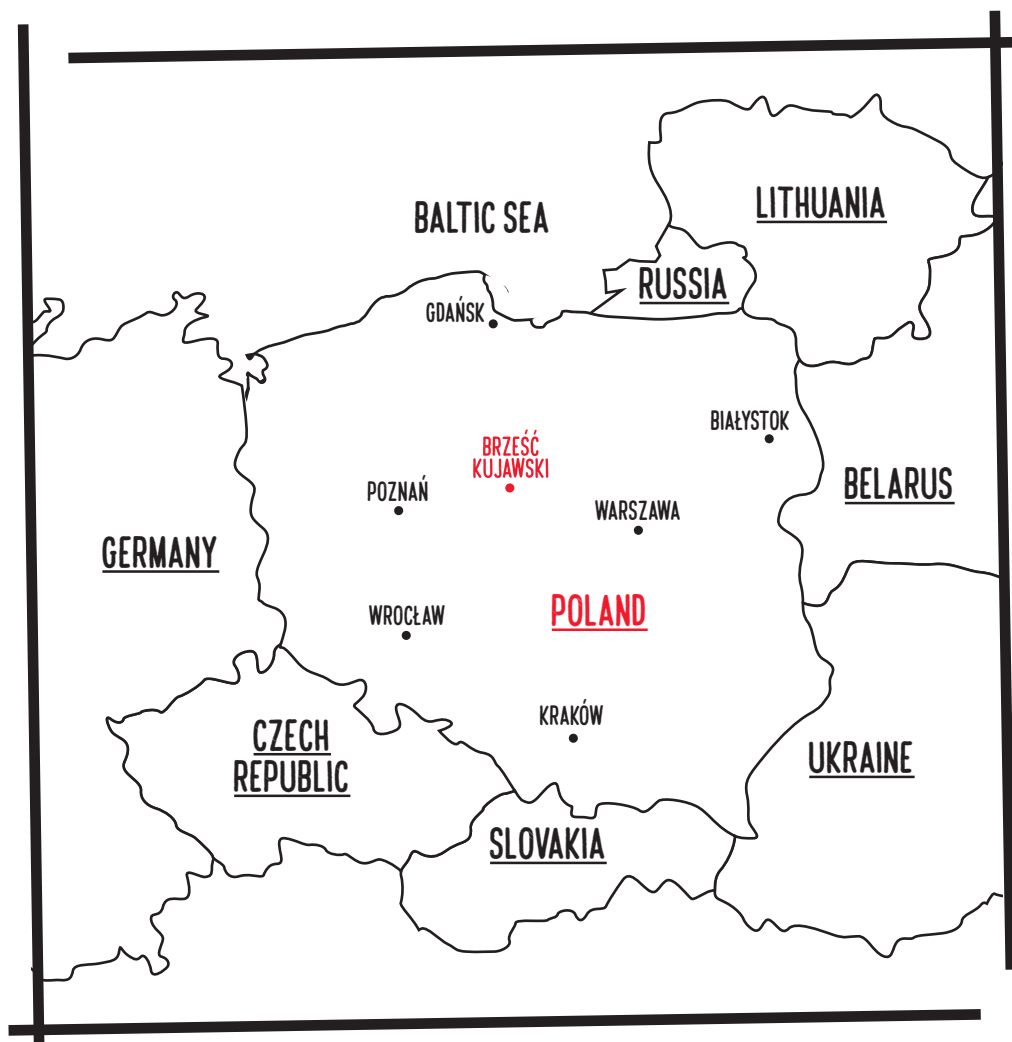 BALTIC SEA
LITHUANIA
RUSSIA
GDAŃSK
BIAŁYSTOK
BRZEŚĆ
KUJAWSKI
POZNAŃ
WARSZAWA
BELARUS
GERMANY
WROCŁAW
POLAND
KRAKÓW
CZECH
REPUBLIC
UKRAINE
SLOVAKIA